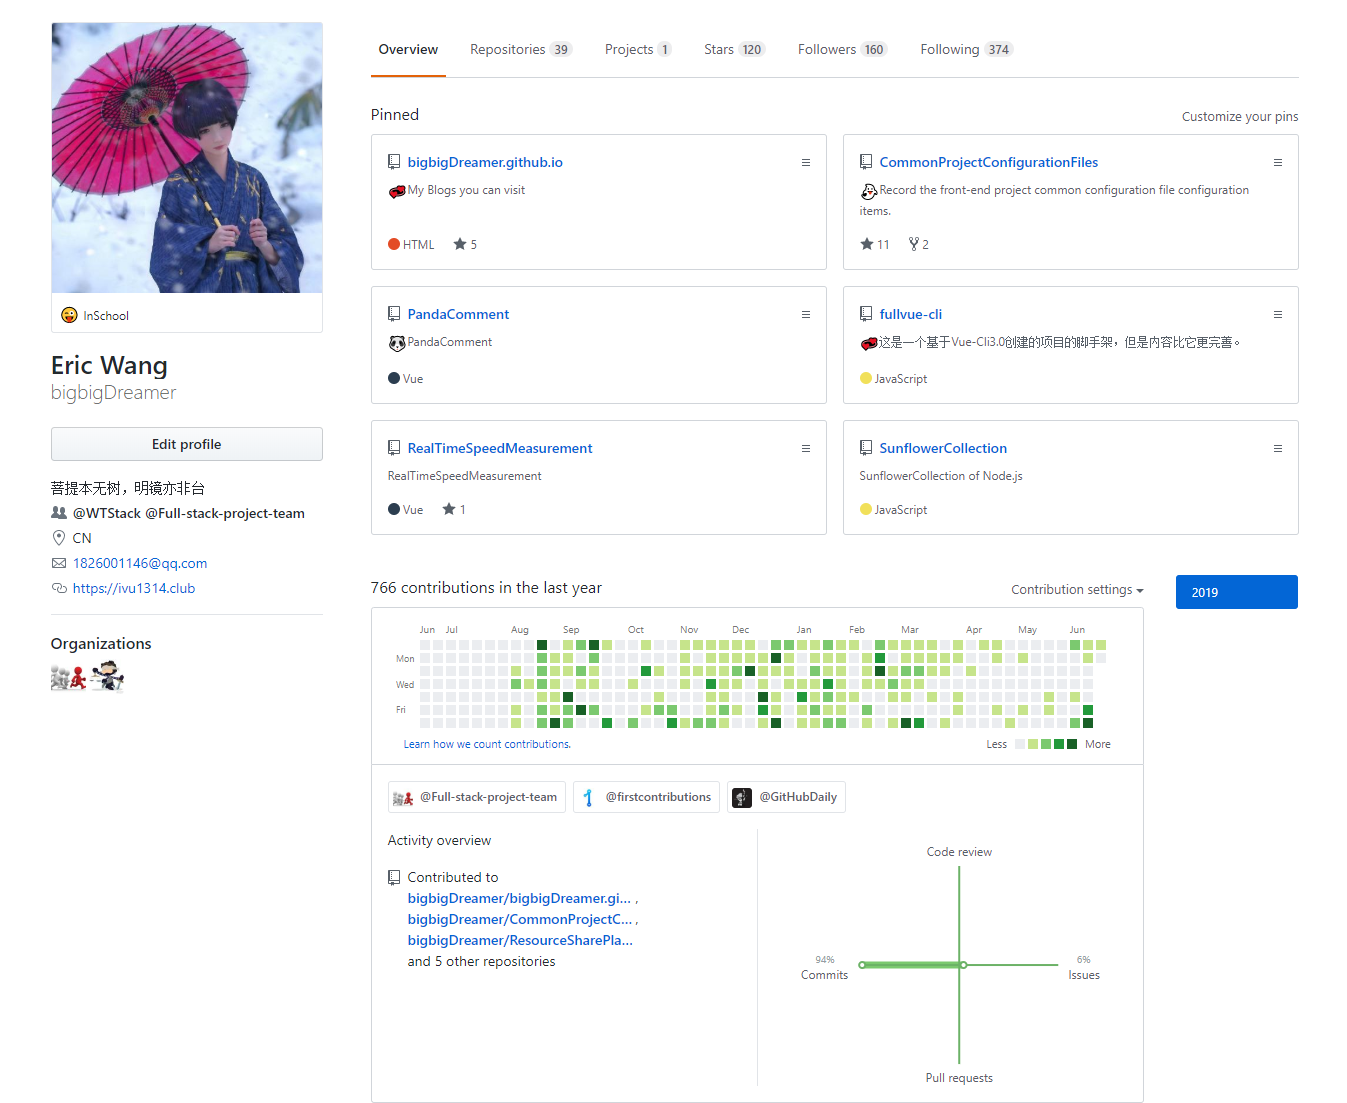 Overview Repositories 39 Projects 1 Stars 120 Followers 160 Following 374
InSchool
Eric Wang
bigbigDreamer
Edit profile
菩提本无树，明镜亦非台
@WTStack @Full-stack-project-team
CN
1826001146@qq.com
https://ivu1314.club
Organizations
Pinned
Customize your pins
bigbigDreamer.github.io
My Blogs you can visit
HTML 5
CommonProjectConfigurationFiles
Record the front-end project common configuration file configuration
items.
11 2
PandaComment
PandaComment
Vue
fullvue-cli
这是一个基于Vue-Cli3.0创建的项目的脚手架，但是内容比它更完善。
JavaScript
RealTimeSpeedMeasurement
RealTimeSpeedMeasurement
Vue 1
SunflowerCollection
SunflowerCollection of Node.js
JavaScript
766 contributions in the last year
Contribution settings
2019
Jun Jul Aug Sep Oct Nov Dec Jan Feb Mar Apr May Jun
Mon
Wed
Fri
Learn how we count contributions.
Less More
@Full-stack-project-team @firstcontributions @GitHubDaily
Activity overview
Contributed to
bigbigDreamer/bigbigDreamer.gi... ,
bigbigDreamer/CommonProjectC... ,
bigbigDreamer/ResourceSharePla...
and 5 other repositories
Code review
94%
Commits
6%
Issues
Pull requests